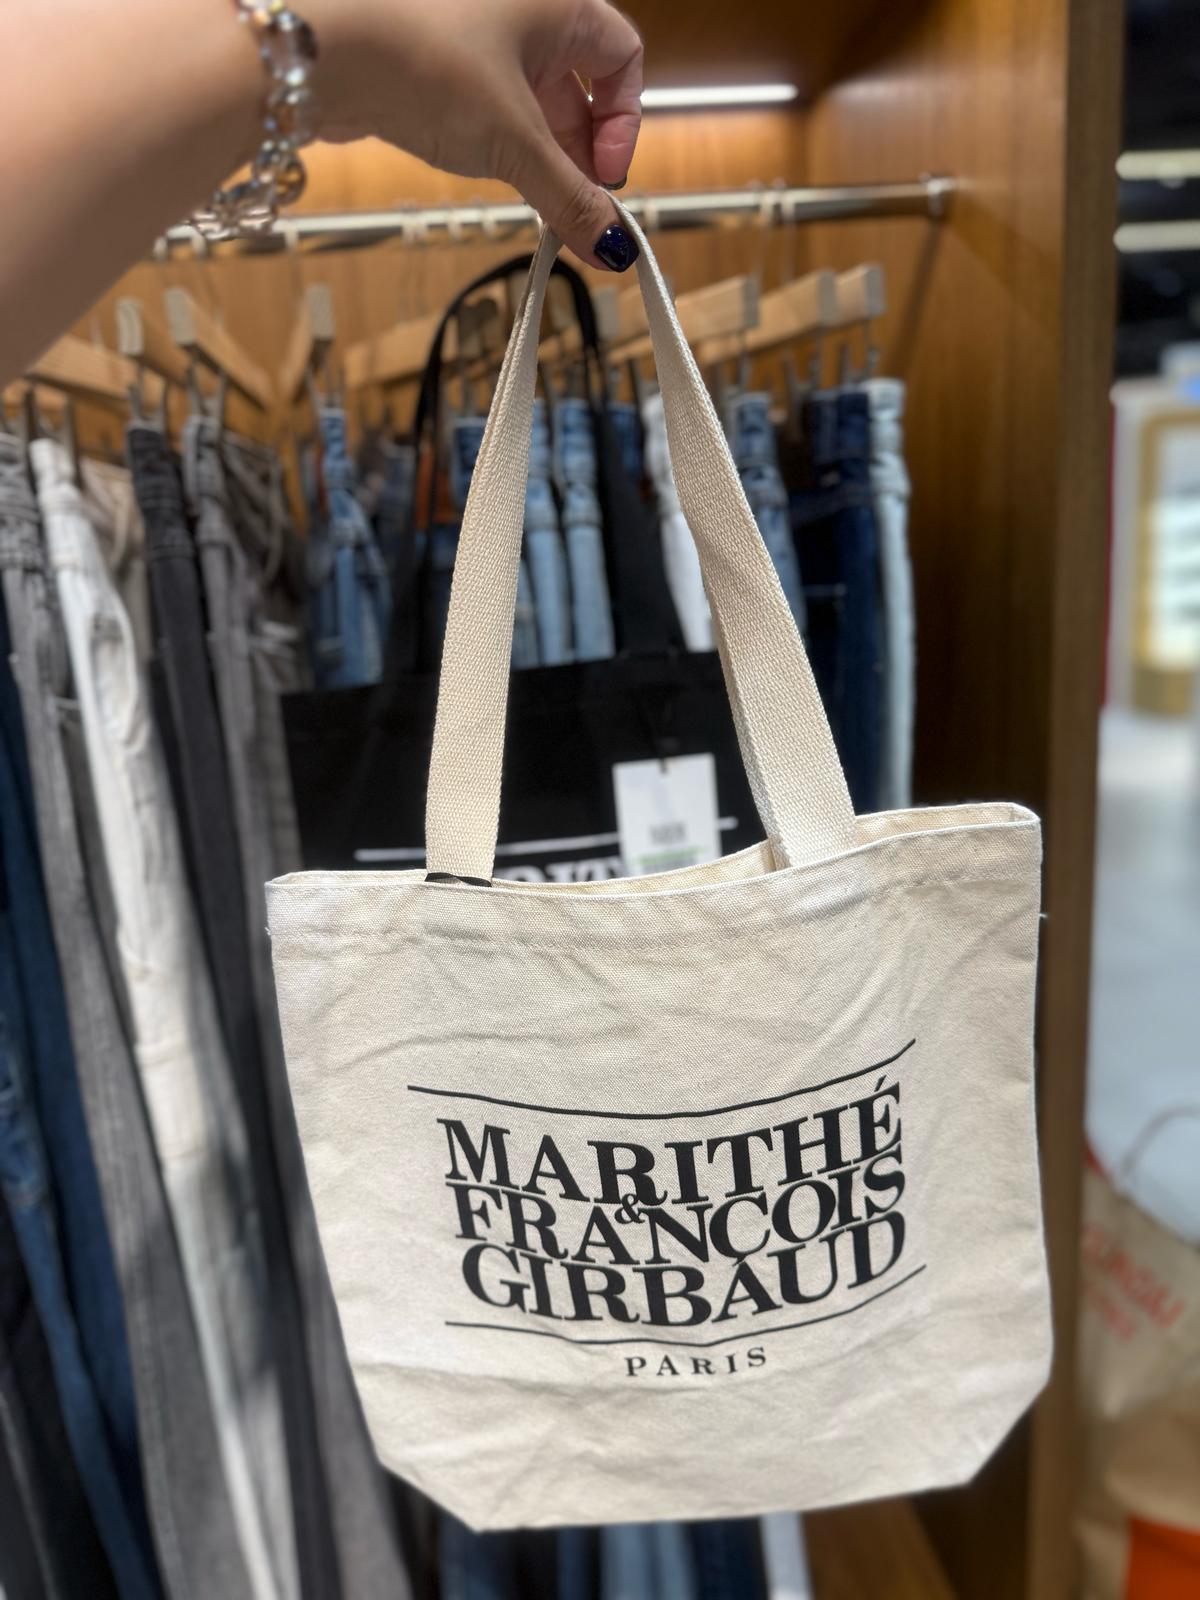 MARITHÉ
&
FRANÇOIS
GIRBAUD
PARIS